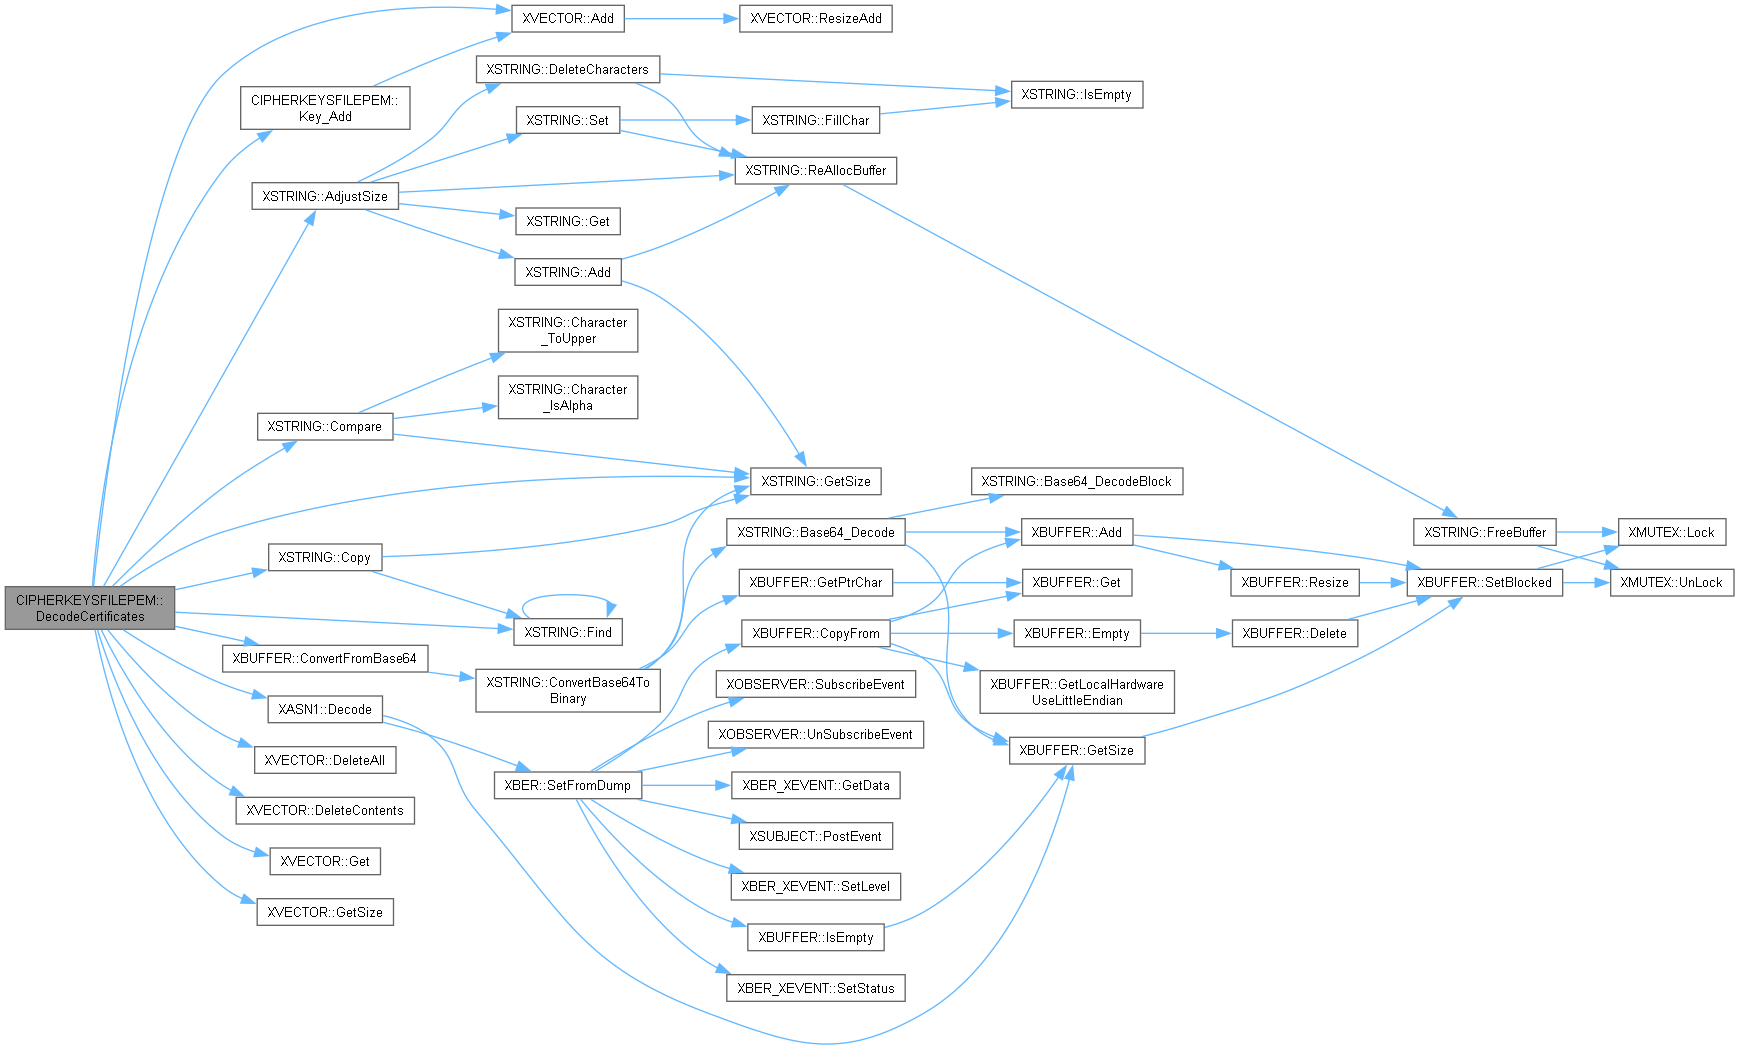 XVECTOR::Add
XVECTOR::ResizeAdd
XSTRING::DeleteCharacters
XSTRING::IsEmpty
CIPHERKEYSFILEPEM::
Key_Add
XSTRING::Set
XSTRING::FillChar
XSTRING::ReAllocBuffer
XSTRING::AdjustSize
XSTRING::Get
XSTRING::Add
XSTRING::Character
_ToUpper
XSTRING::Character
_IsAlpha
XSTRING::Compare
XSTRING::GetSize
XSTRING::Base64_DecodeBlock
XSTRING::Base64_Decode
XBUFFER::Add
XSTRING::FreeBuffer
XMUTEX::Lock
XSTRING::Copy
XBUFFER::GetPtrChar
XBUFFER::Get
XBUFFER::Resize
XBUFFER::SetBlocked
XMUTEX::UnLock
CIPHERKEYSFILEPEM::
DecodeCertificates
XSTRING::Find
XBUFFER::CopyFrom
XBUFFER::Empty
XBUFFER::Delete
XBUFFER::ConvertFromBase64
XSTRING::ConvertBase64To
Binary
XOBSERVER::SubscribeEvent
XBUFFER::GetLocalHardware
UseLittleEndian
XASN1::Decode
XOBSERVER::UnSubscribeEvent
XBUFFER::GetSize
XVECTOR::DeleteAll
XBER::SetFromDump
XBER_XEVENT::GetData
XVECTOR::DeleteContents
XSUBJECT::PostEvent
XVECTOR::Get
XBER_XEVENT::SetLevel
XVECTOR::GetSize
XBUFFER::IsEmpty
XBER_XEVENT::SetStatus